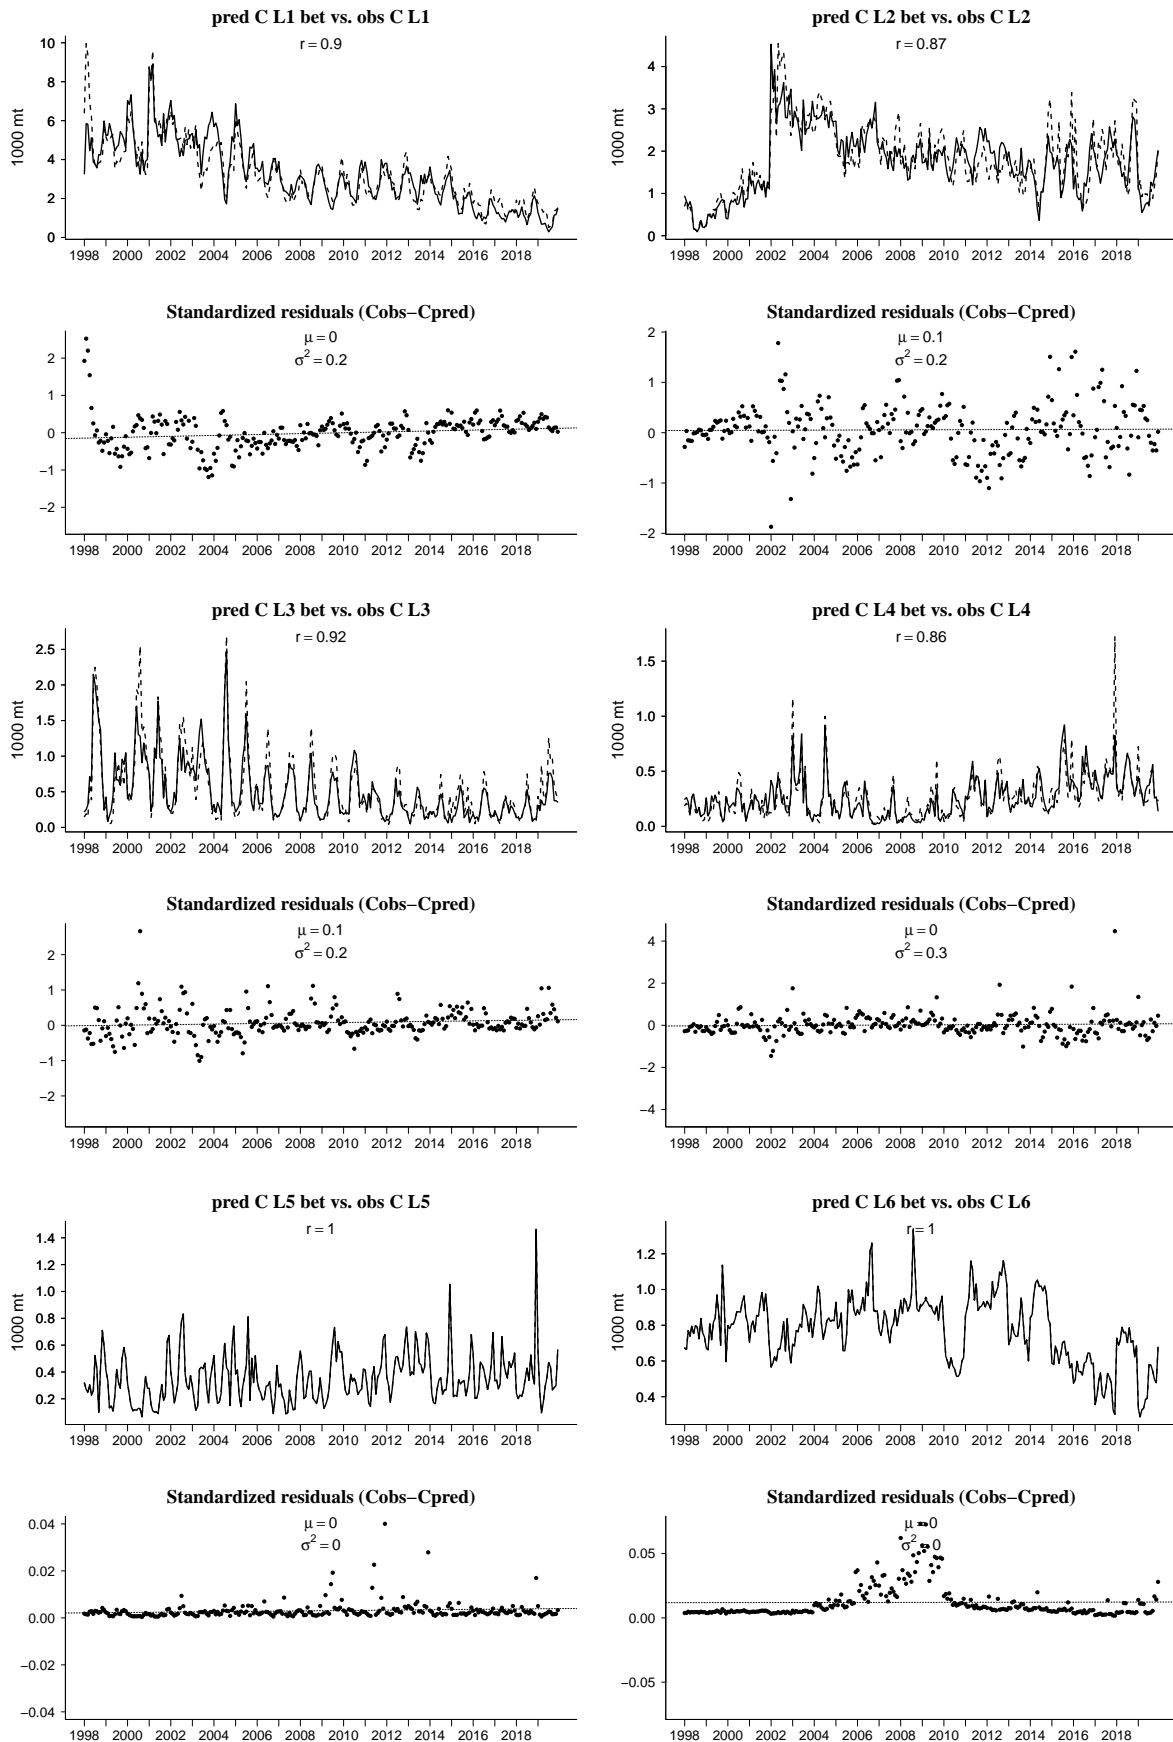 pred C L1 bet vs. obs C L1
r = 0.9
1000 mt
10
8
6
4
2
0
1998 2000 2002 2004 2006 2008 2010 2012 2014 2016 2018
pred C L2 bet vs. obs C L2
r = 0.87
1000 mt
4
3
2
1
0
1998 2000 2002 2004 2006 2008 2010 2012 2014 2016 2018
Standardized residuals (Cobs−Cpred)
μ = 0
σ² = 0.2
2
1
0
−1
−2
1998 2000 2002 2004 2006 2008 2010 2012 2014 2016 2018
Standardized residuals (Cobs−Cpred)
μ = 0.1
σ² = 0.2
2
1
0
−1
−2
1998 2000 2002 2004 2006 2008 2010 2012 2014 2016 2018
pred C L3 bet vs. obs C L3
r = 0.92
1000 mt
2.5
2.0
1.5
1.0
0.5
0.0
1998 2000 2002 2004 2006 2008 2010 2012 2014 2016 2018
pred C L4 bet vs. obs C L4
r = 0.86
1000 mt
1.5
1.0
0.5
0.0
1998 2000 2002 2004 2006 2008 2010 2012 2014 2016 2018
Standardized residuals (Cobs−Cpred)
μ = 0.1
σ² = 0.2
2
1
0
−1
−2
1998 2000 2002 2004 2006 2008 2010 2012 2014 2016 2018
Standardized residuals (Cobs−Cpred)
μ = 0
σ² = 0.3
4
2
0
−2
−4
1998 2000 2002 2004 2006 2008 2010 2012 2014 2016 2018
pred C L5 bet vs. obs C L5
r = 1
1000 mt
1.4
1.2
1.0
0.8
0.6
0.4
0.2
1998 2000 2002 2004 2006 2008 2010 2012 2014 2016 2018
pred C L6 bet vs. obs C L6
r = 1
1000 mt
1.2
1.0
0.8
0.6
0.4
1998 2000 2002 2004 2006 2008 2010 2012 2014 2016 2018
Standardized residuals (Cobs−Cpred)
μ = 0
σ² = 0
0.04
0.02
0.00
−0.02
−0.04
1998 2000 2002 2004 2006 2008 2010 2012 2014 2016 2018
Standardized residuals (Cobs−Cpred)
μ = 0
σ² = 0
0.05
0.00
−0.05
1998 2000 2002 2004 2006 2008 2010 2012 2014 2016 2018